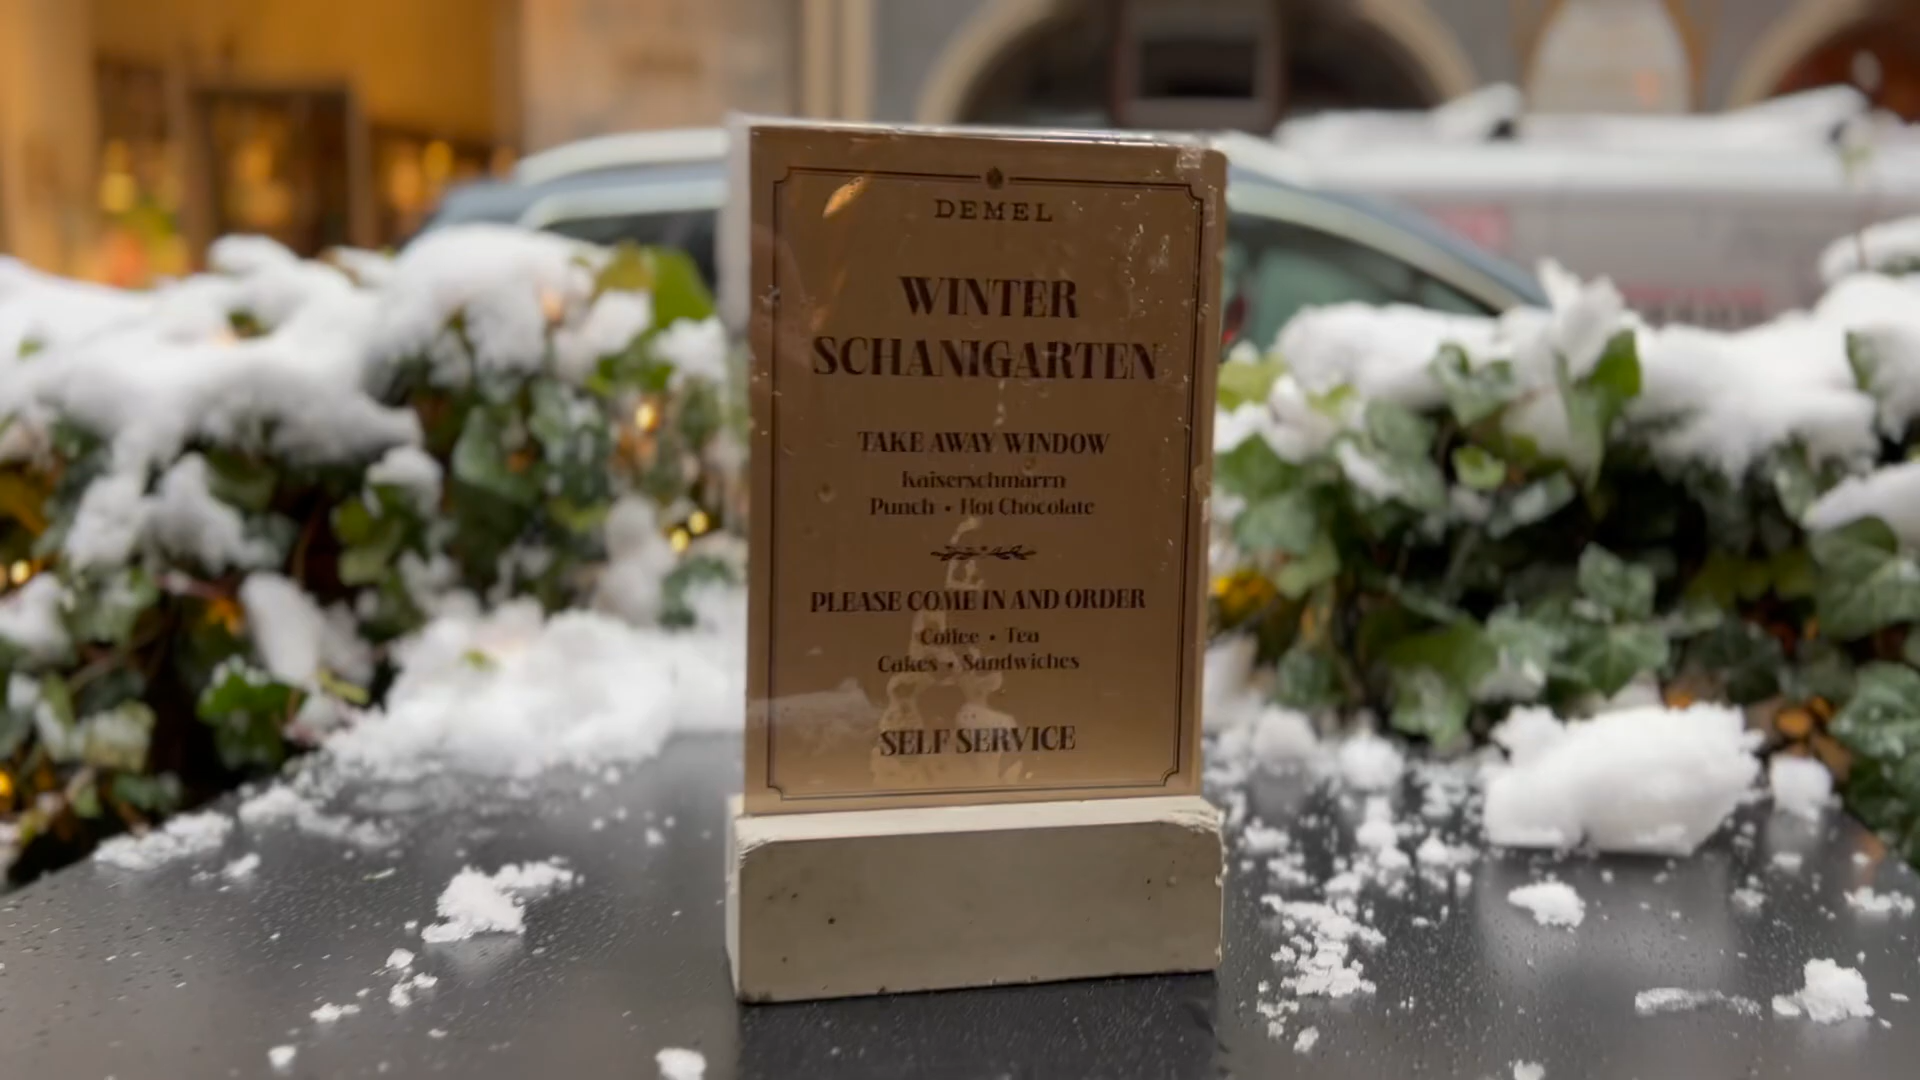 DEMEL
WINTER
SCHANIGARTEN
TAKE AWAY WINDOW
Kaiserschmarrn
Punch • Hot Chocolate
PLEASE COME IN AND ORDER
Coffee • Tea
Cakes • Sandwiches
SELF SERVICE